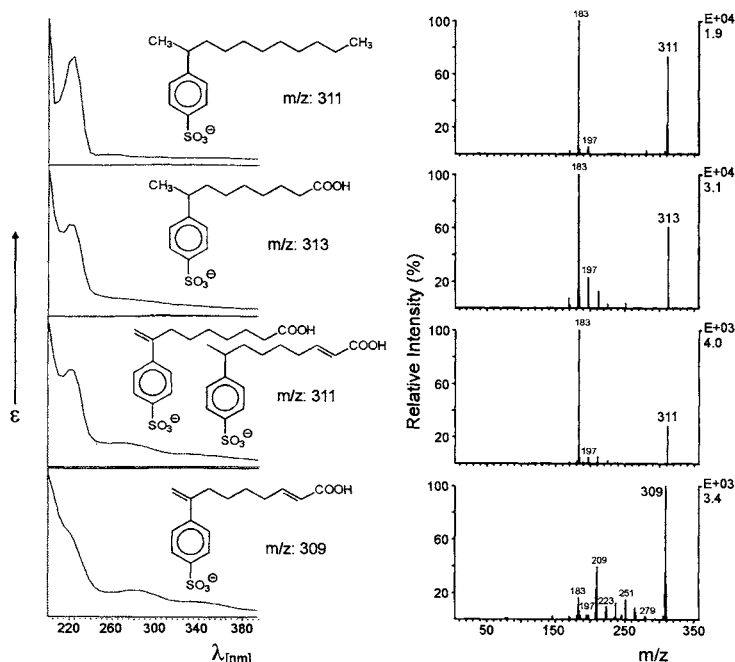 CH₃
CH₃
SO₃⊖
m/z: 311
CH₃
COOH
SO₃⊖
m/z: 313
COOH
COOH
SO₃⊖
SO₃⊖
m/z: 311
COOH
SO₃⊖
m/z: 309
ε
220 260 300 340 380
λ[nm]
Relative Intensity (%)
100
80
60
40
20
183
197
311
E+04
1.9
100
80
60
40
20
183
197
313
E+04
3.1
100
80
60
40
20
183
197
311
E+03
4.0
100
80
60
40
20
183
197
209
223
251
279
309
E+03
3.4
50 150 250 350
m/z